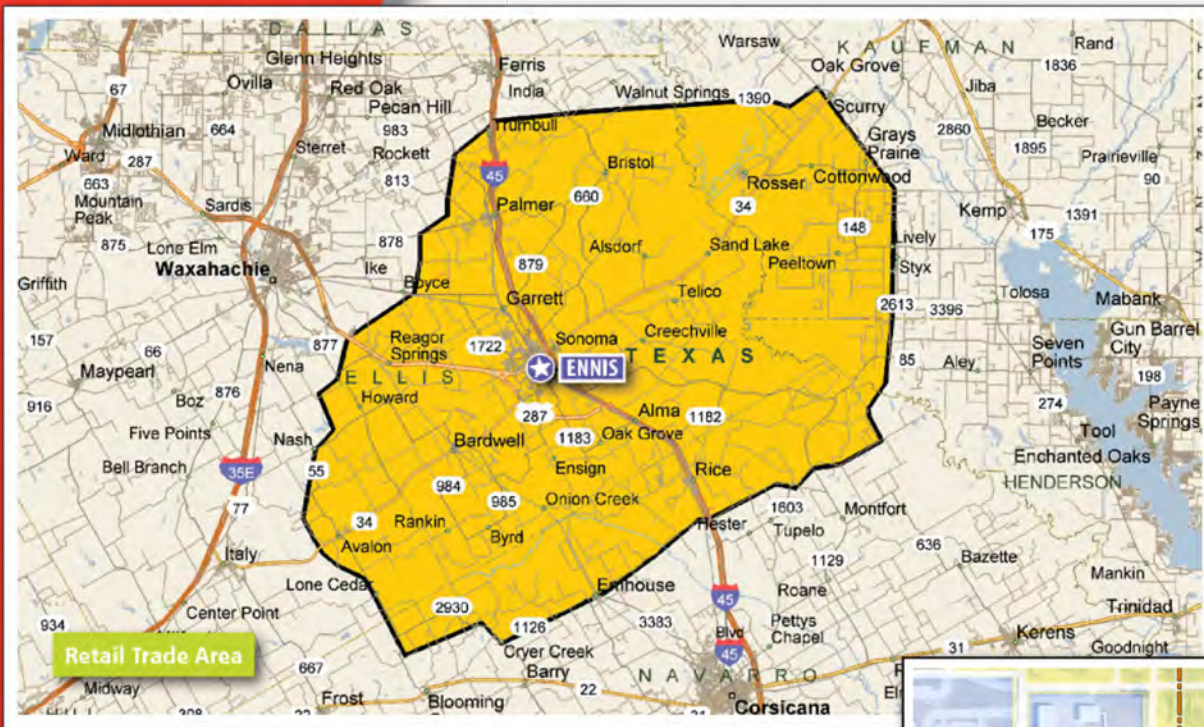 DALLAS
Warsaw
KAUFMAN
Rand
Glenn Heights
Ferris
Oak Grove
1836
67
Ovilla
Red Oak
India
Walnut Springs
1390
Jiba
Pecan Hill
Scurry
Midlothian
664
983
Trumbull
Becker
Ward
287
Sterret
Rockett
Grays
Prairie
2860
1895
Prairieville
663
813
45
Bristol
Rosser
Cottonwood
90
Mountain
Peak
Sardis
Palmer
660
34
Kemp
1391
875
Lone Elm
878
148
175
Waxahachie
Ike
879
Alsdorf
Sand Lake
Peeltown
Lively
Styx
Griffith
Boyce
Garrett
Telico
2613
3396
Tolosa
Mabank
157
877
Reagor
Springs
1722
Sonoma
Creechville
Gun Barrel
City
66
Nena
ENNIS
TEXAS
85
Aley
Seven
Points
198
Maypearl
ELLIS
876
Howard
916
Boz
287
Alma
1182
274
Payne
Springs
Five Points
Nash
Bardwell
1183
Oak Grove
Tool
Bell Branch
55
Ensign
Rice
Enchanted Oaks
35E
984
HENDERSON
77
985
Onion Creek
1603
Montfort
34
Rankin
Hester
Tupelo
Italy
Avalon
Byrd
636
Bazette
1129
Lone Cedar
Emhouse
Roane
Mankin
Center Point
2930
45
Trinidad
934
1126
3383
Pettys
Chapel
Blvd
Kerens
Retail Trade Area
Cryer Creek
45
31
Goodnight
667
Barry
NAVARRO
Midway
22
Frost
Blooming
Corsicana